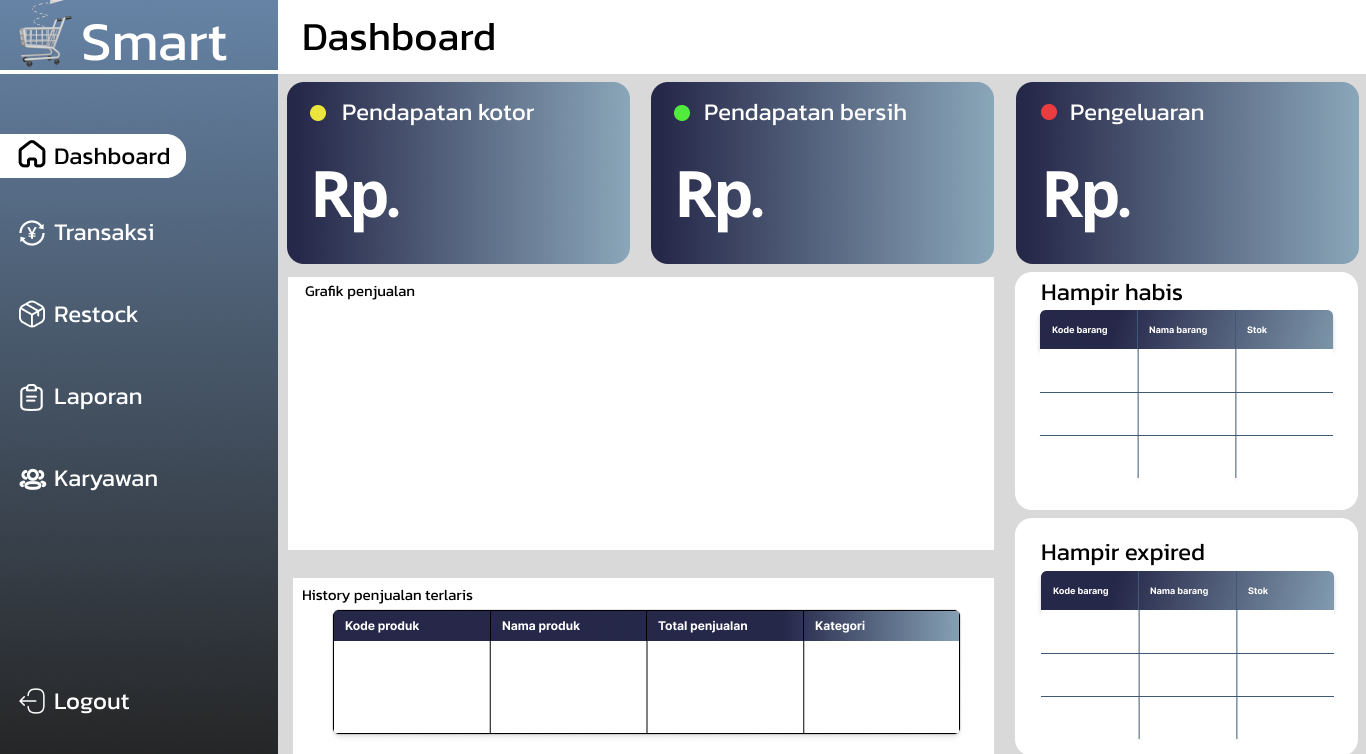 Smart
Dashboard
Dashboard
Transaksi
Restock
Laporan
Karyawan
Logout
Pendapatan kotor
Rp.
Pendapatan bersih
Rp.
Pengeluaran
Rp.
Grafik penjualan
Hampir habis
Kode barang Nama barang Stok
History penjualan terlaris
Kode produk Nama produk Total penjualan Kategori
Hampir expired
Kode barang Nama barang Stok